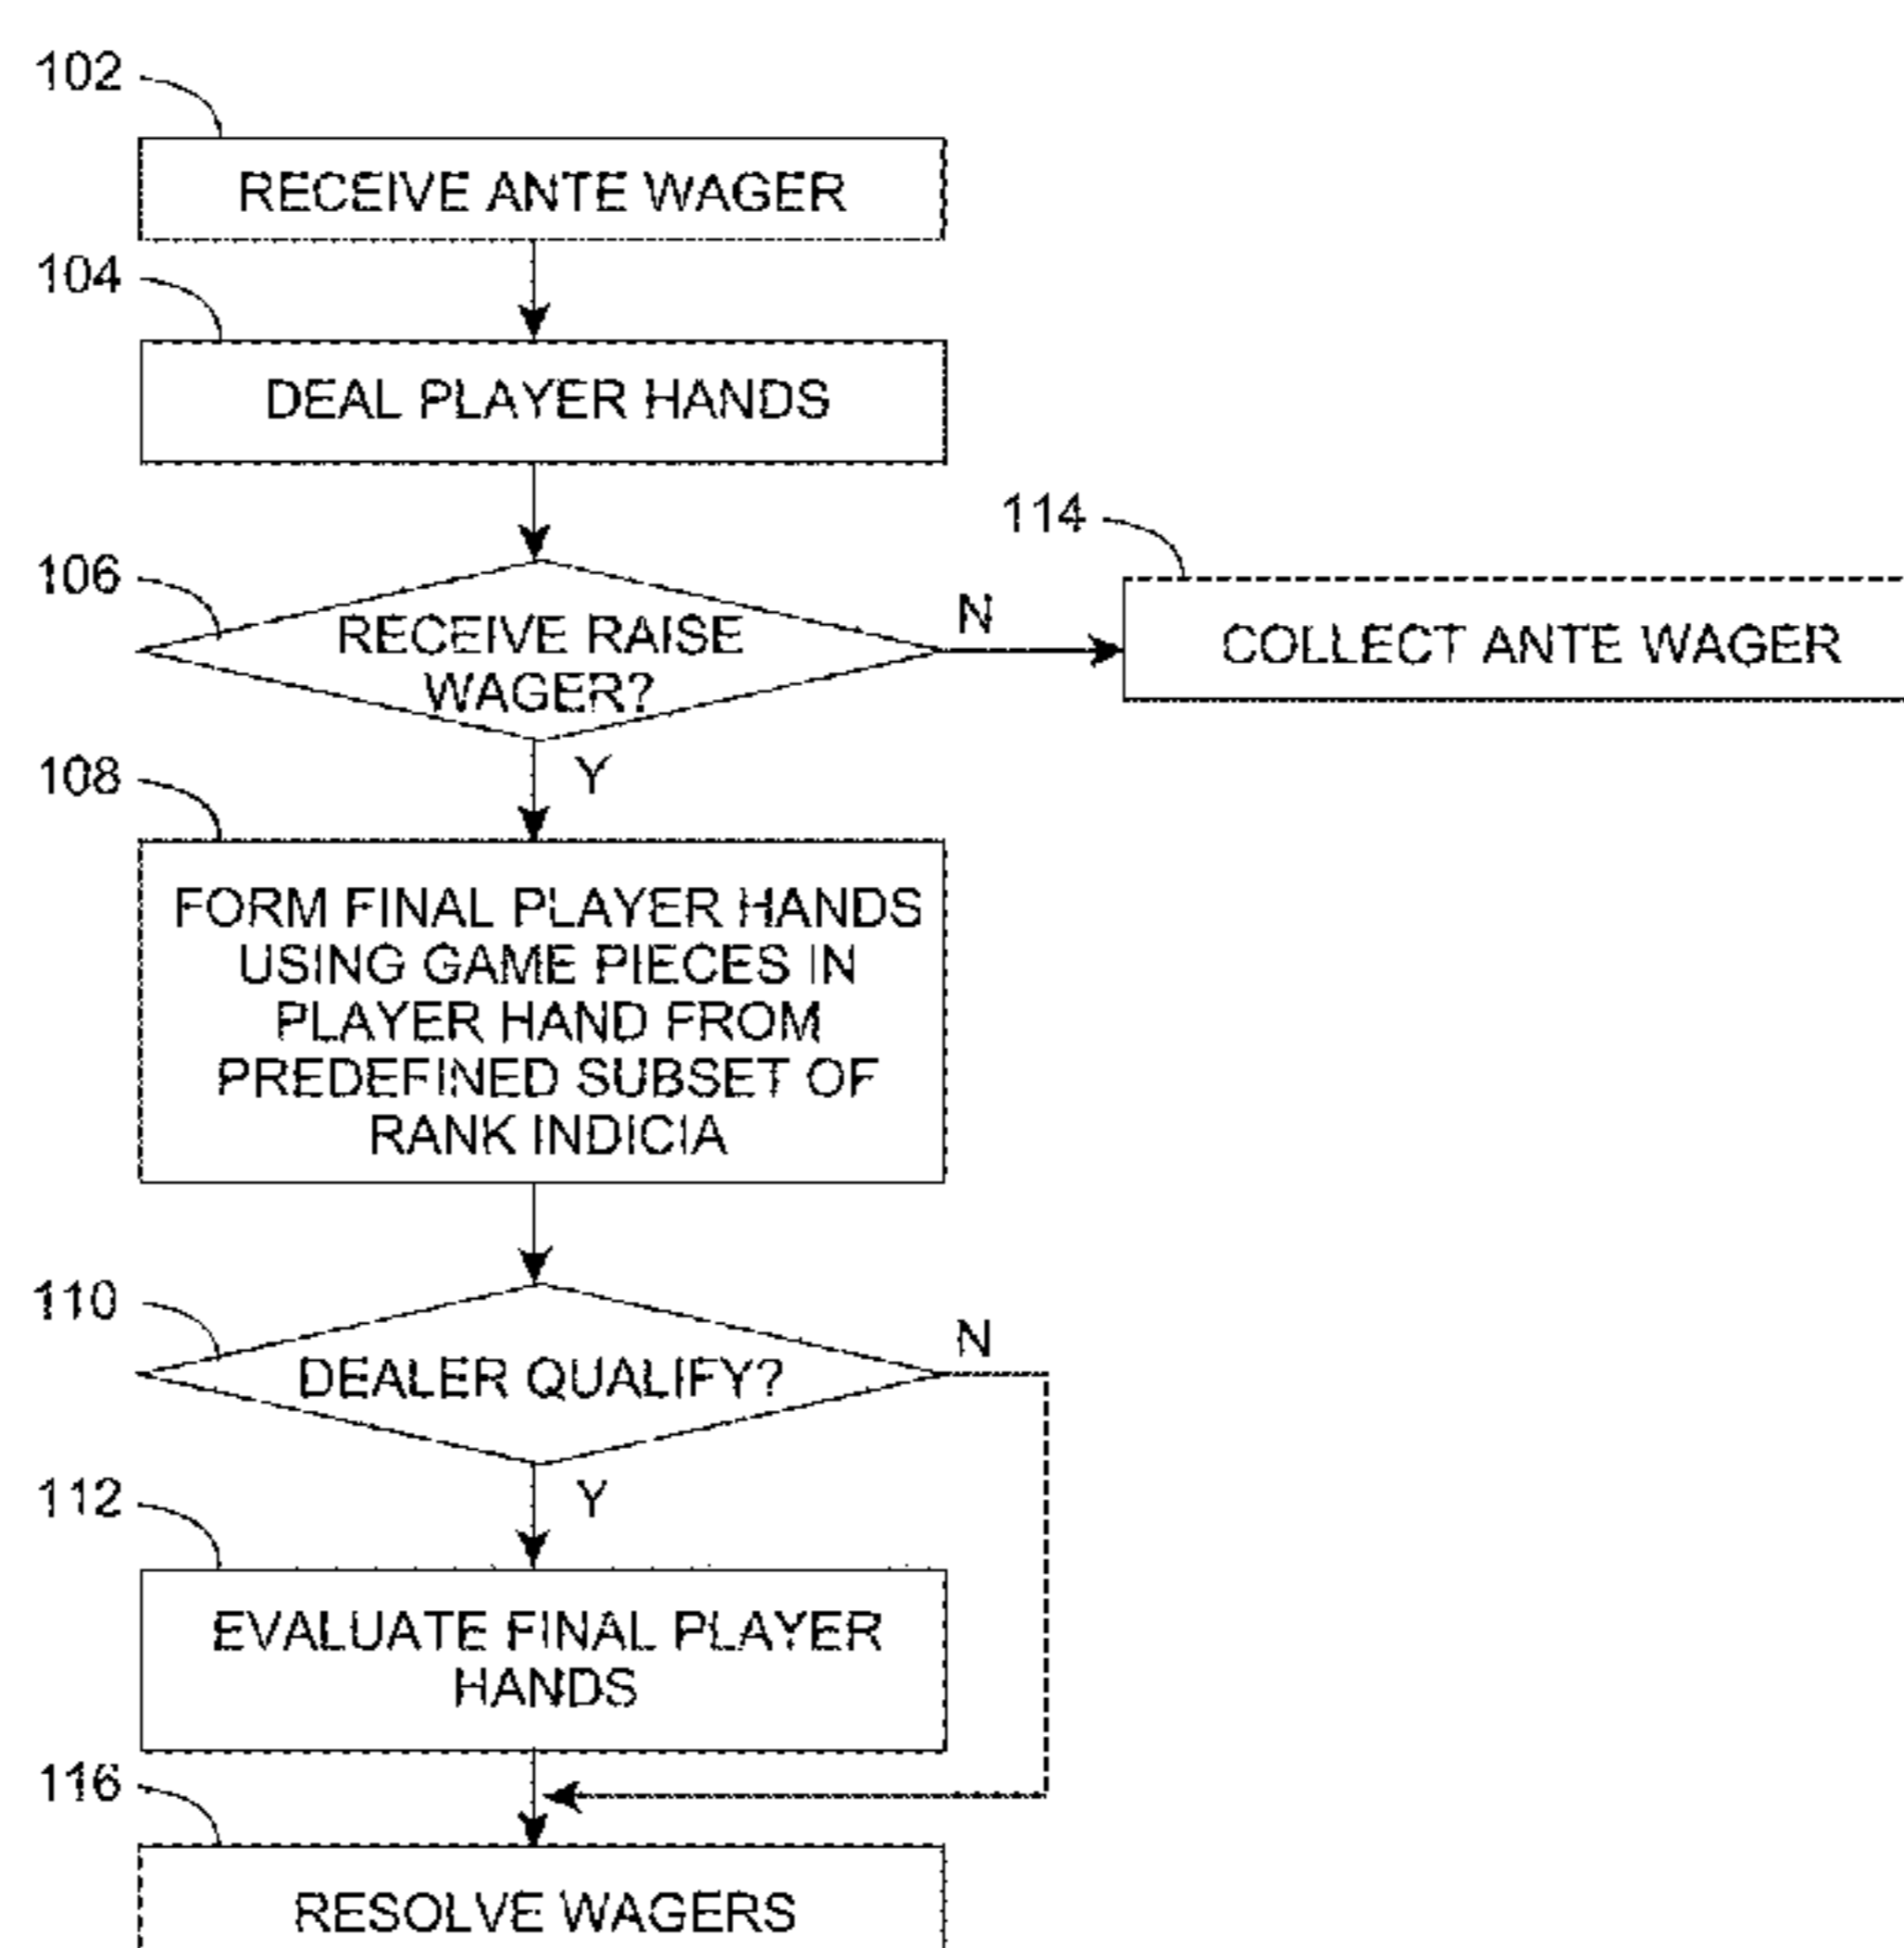 102
RECEIVE ANTE WAGER
104
DEAL PLAYER HANDS
106
RECEIVE RAISE
WAGER?
N
114
COLLECT ANTE WAGER
Y
108
FORM FINAL PLAYER HANDS
USING GAME PIECES IN
PLAYER HAND FROM
PREDEFINED SUBSET OF
RANK INDICIA
110
DEALER QUALIFY?
N
Y
112
EVALUATE FINAL PLAYER
HANDS
116
RESOLVE WAGERS